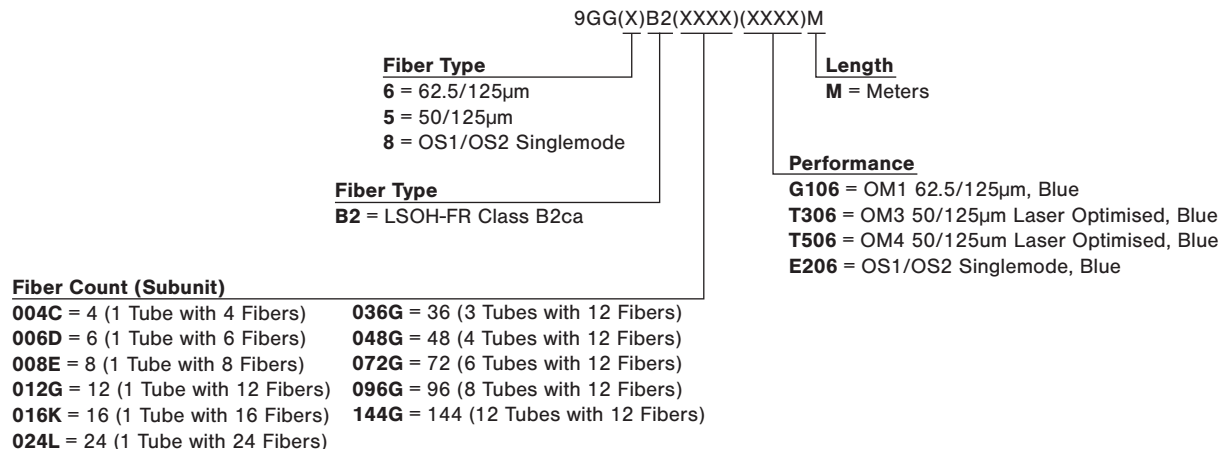 9GG(X)B2(XXXX)(XXXX)M
Fiber Type
6 = 62.5/125µm
5 = 50/125µm
8 = OS1/OS2 Singlemode
Length
M = Meters
Fiber Type
B2 = LSOH-FR Class B2ca
Performance
G106 = OM1 62.5/125µm, Blue
T306 = OM3 50/125µm Laser Optimised, Blue
T506 = OM4 50/125um Laser Optimised, Blue
E206 = OS1/OS2 Singlemode, Blue
Fiber Count (Subunit)
004C = 4 (1 Tube with 4 Fibers)
006D = 6 (1 Tube with 6 Fibers)
008E = 8 (1 Tube with 8 Fibers)
012G = 12 (1 Tube with 12 Fibers)
016K = 16 (1 Tube with 16 Fibers)
024L = 24 (1 Tube with 24 Fibers)
036G = 36 (3 Tubes with 12 Fibers)
048G = 48 (4 Tubes with 12 Fibers)
072G = 72 (6 Tubes with 12 Fibers)
096G = 96 (8 Tubes with 12 Fibers)
144G = 144 (12 Tubes with 12 Fibers)